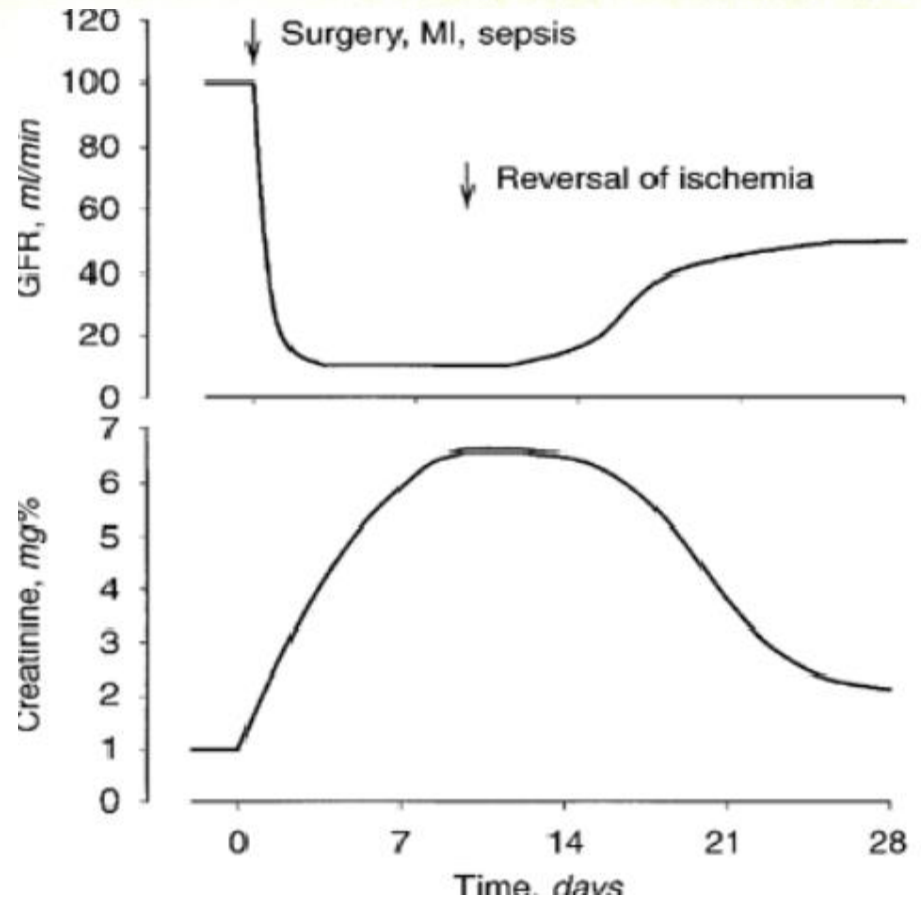 120
Surgery, MI, sepsis
100
80
Reversal of ischemia
60
40
20
0
GFR, ml/min
7
6
5
4
3
2
1
0
Creatinine, mg%
0 7 14 21 28
Time, days